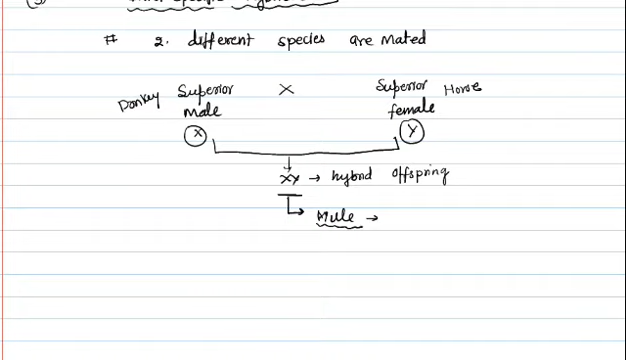 # 2. different species are mated
Donkey Superior male X Superior female Horse
X Y
XY → hybrid offspring
Mule →